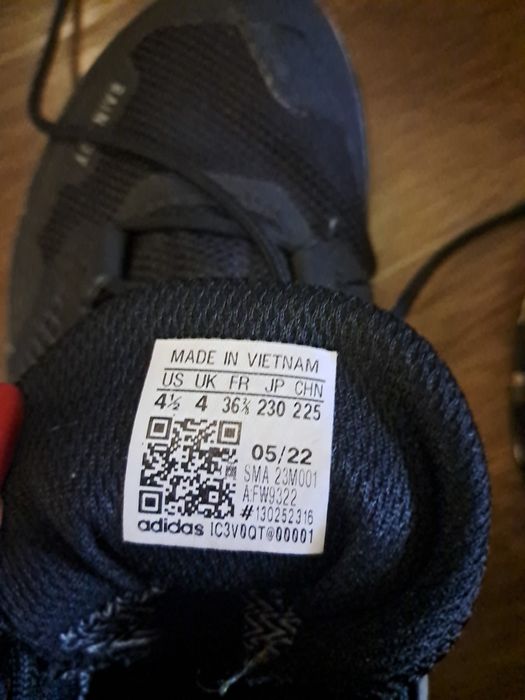 RAIN
MADE IN VIETNAM
US UK FR JP CHN
4½ 4 36⅔ 230 225
05/22
SMA 23M001
A.FW9322
#130252316
adidas IC3V0QT@00001